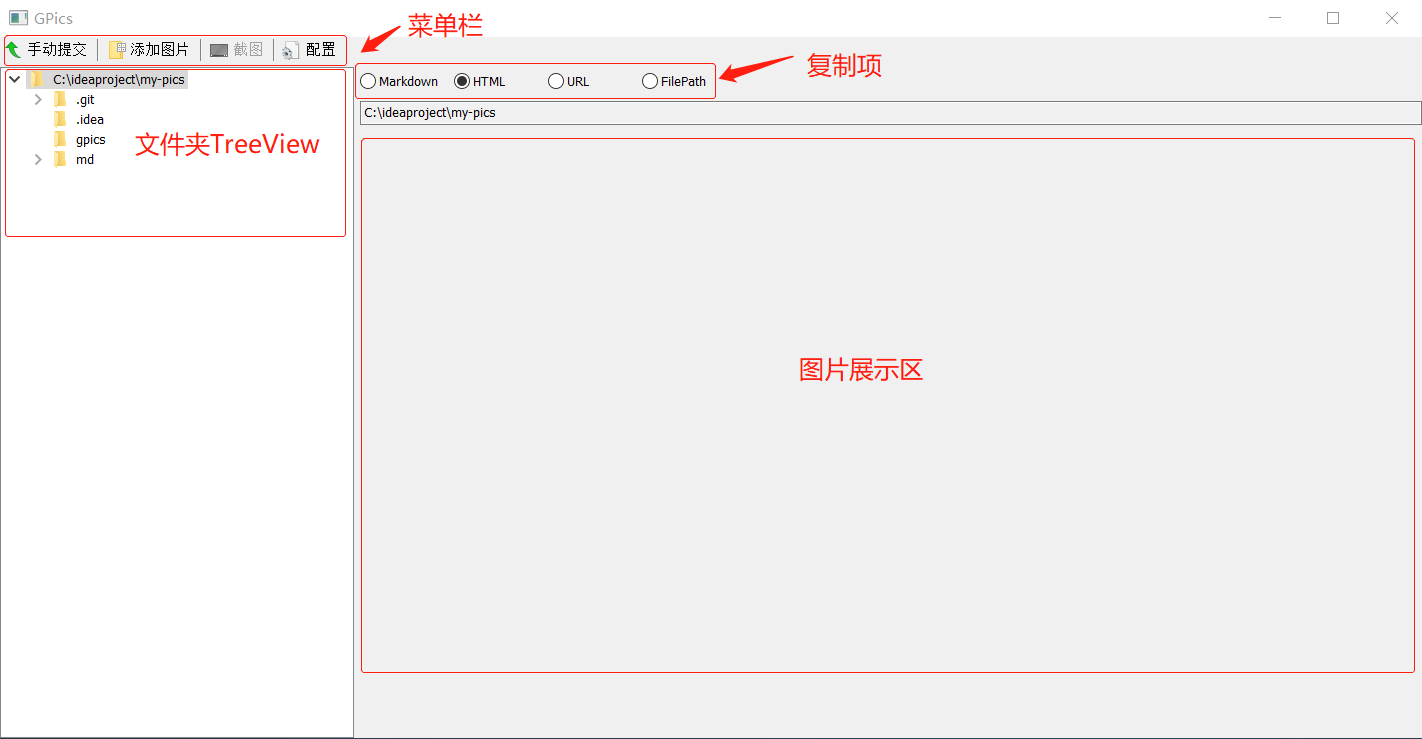 GPics
菜单栏
手动提交 添加图片 截图 配置
复制项
Markdown HTML URL FilePath
C:\ideaproject\my-pics
.git
.idea
gpics
md
文件夹TreeView
C:\ideaproject\my-pics
图片展示区